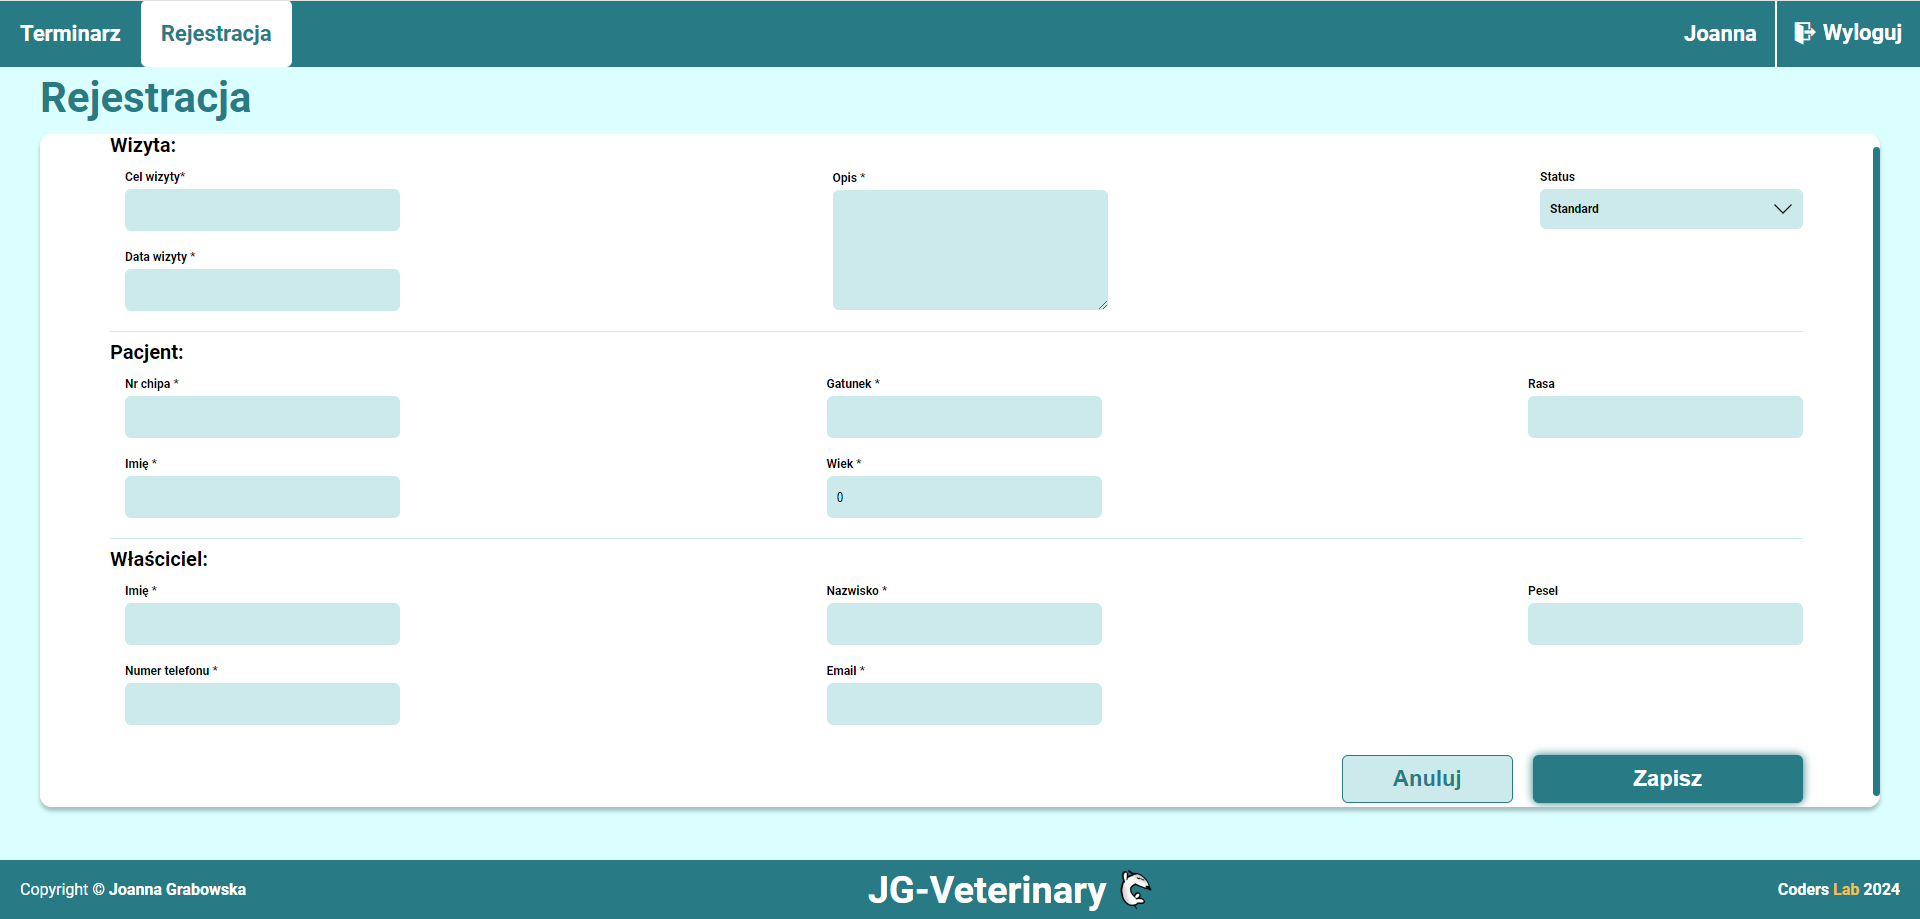 Terminarz Rejestracja Joanna Wyloguj
Rejestracja
Wizyta:
Cel wizyty* Opis * Status
Standard
Data wizyty *
Pacjent:
Nr chipa * Gatunek * Rasa
Imię * Wiek *
0
Właściciel:
Imię * Nazwisko * Pesel
Numer telefonu * Email *
Anuluj Zapisz
Copyright © Joanna Grabowska JG-Veterinary Coders Lab 2024